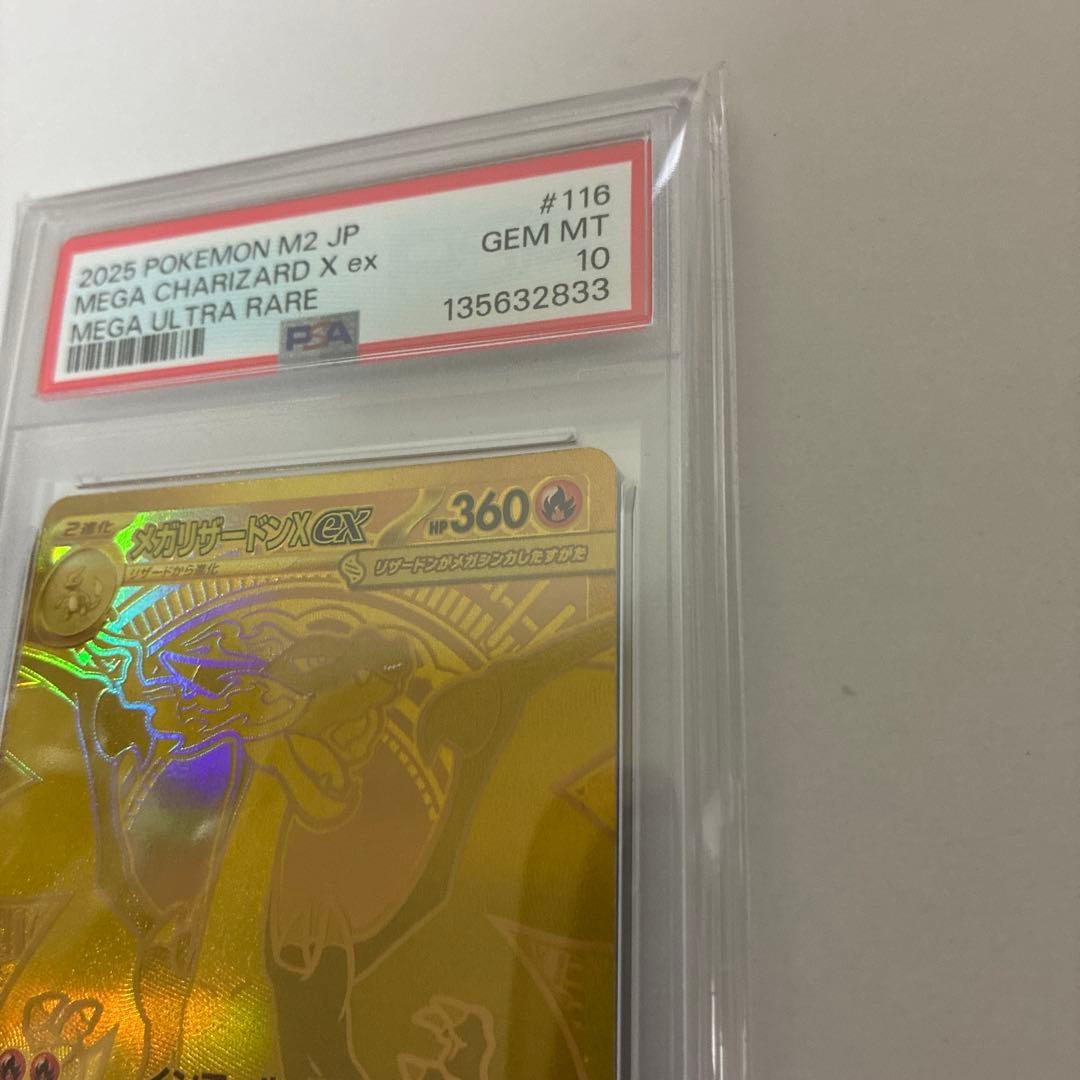 2025 POKEMON M2 JP
#116
MEGA CHARIZARD X ex
GEM MT
MEGA ULTRA RARE
10
PSA
135632833
2進化
メガリザードンXex
HP360
リザードから進化
リザードンがメガシンカしたすがた